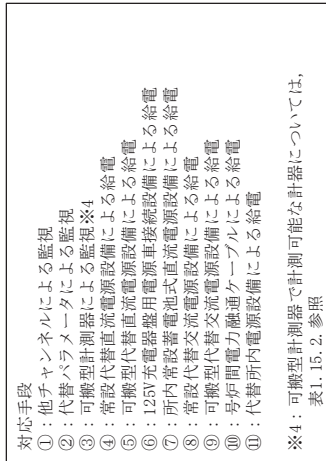 対応手段
①：他チャンネルによる監視
②：代替パラメータによる監視
③：可搬型計測器による監視※4
④：常設代替直流電源設備による給電
⑤：可搬型代替直流電源設備による給電
⑥：125V充電器盤用電源車接続設備による給電
⑦：所内常設蓄電池式直流電源設備による給電
⑧：常設代替交流電源設備による給電
⑨：可搬型代替交流電源設備による給電
⑩：号炉間電力融通ケーブルによる給電
⑪：代替所内電源設備による給電
※4：可搬型計測器で計測可能な計器については，
表1.15.2.参照